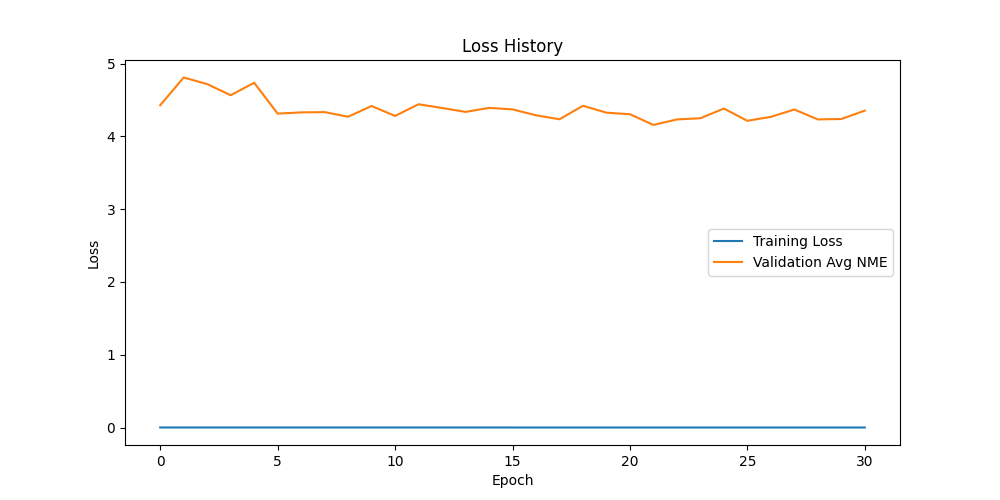 Loss History
Loss
5
4
3
2
1
0
Training Loss
Validation Avg NME
0 5 10 15 20 25 30
Epoch